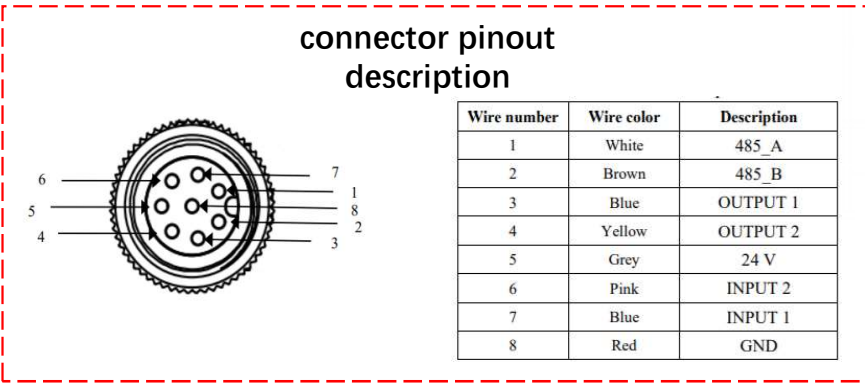 connector pinout
description
6
5
4
7
1
8
2
3
Wire number Wire color Description
1 White 485_A
2 Brown 485_B
3 Blue OUTPUT 1
4 Yellow OUTPUT 2
5 Grey 24 V
6 Pink INPUT 2
7 Blue INPUT 1
8 Red GND